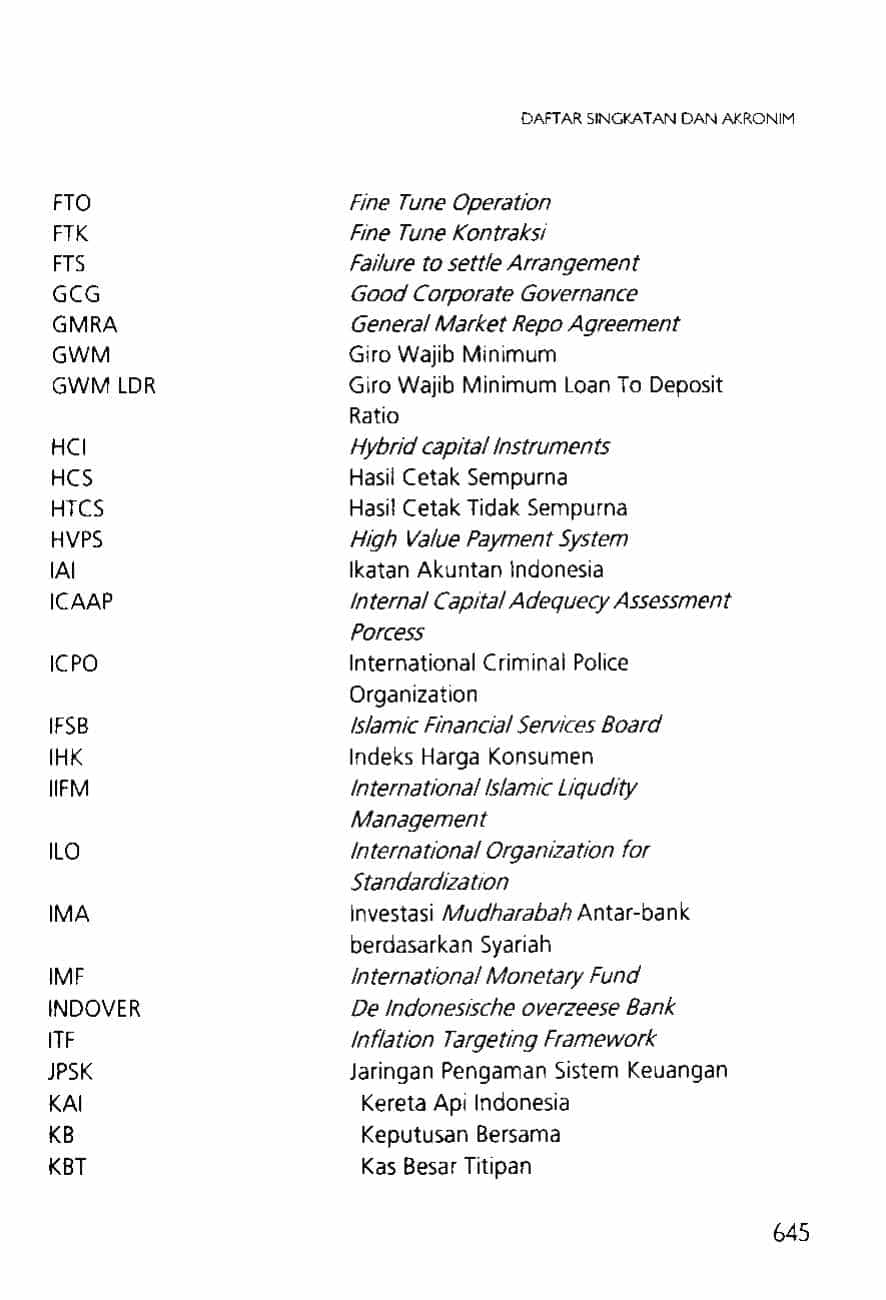 DAFTAR SINGKATAN DAN AKRONIM
FTO Fine Tune Operation
FTK Fine Tune Kontraksi
FTS Failure to settle Arrangement
GCG Good Corporate Governance
GMRA General Market Repo Agreement
GWM Giro Wajib Minimum
GWM LDR Giro Wajib Minimum Loan To Deposit
Ratio
HCI Hybrid capital Instruments
HCS Hasil Cetak Sempurna
HTCS Hasil Cetak Tidak Sempurna
HVPS High Value Payment System
IAI Ikatan Akuntan Indonesia
ICAAP Internal Capital Adequecy Assessment
Porcess
ICPO International Criminal Police
Organization
IFSB Islamic Financial Services Board
IHK Indeks Harga Konsumen
IIFM International Islamic Liqudity
Management
ILO International Organization for
Standardization
IMA Investasi Mudharabah Antar-bank
berdasarkan Syariah
IMF International Monetary Fund
INDOVER De Indonesische overzeese Bank
ITF Inflation Targeting Framework
JPSK Jaringan Pengaman Sistem Keuangan
KAI Kereta Api Indonesia
KB Keputusan Bersama
KBT Kas Besar Titipan
645